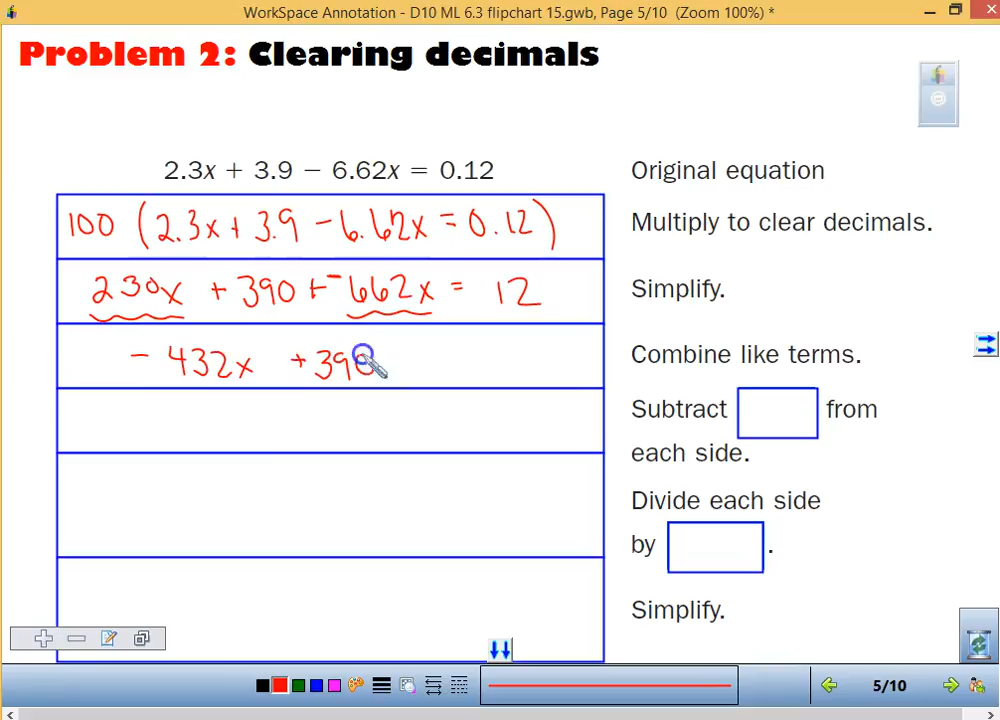 WorkSpace Annotation - D10 ML 6.3 flipchart 15.gwb, Page 5/10 (Zoom 100%) *
Problem 2: Clearing decimals
2.3x + 3.9 − 6.62x = 0.12 Original equation
100 (2.3x + 3.9 - 6.62x = 0.12) Multiply to clear decimals.
230x + 390 + -662x = 12 Simplify.
- 432x + 390 Combine like terms.
Subtract from
each side.
Divide each side
by .
Simplify.
5/10